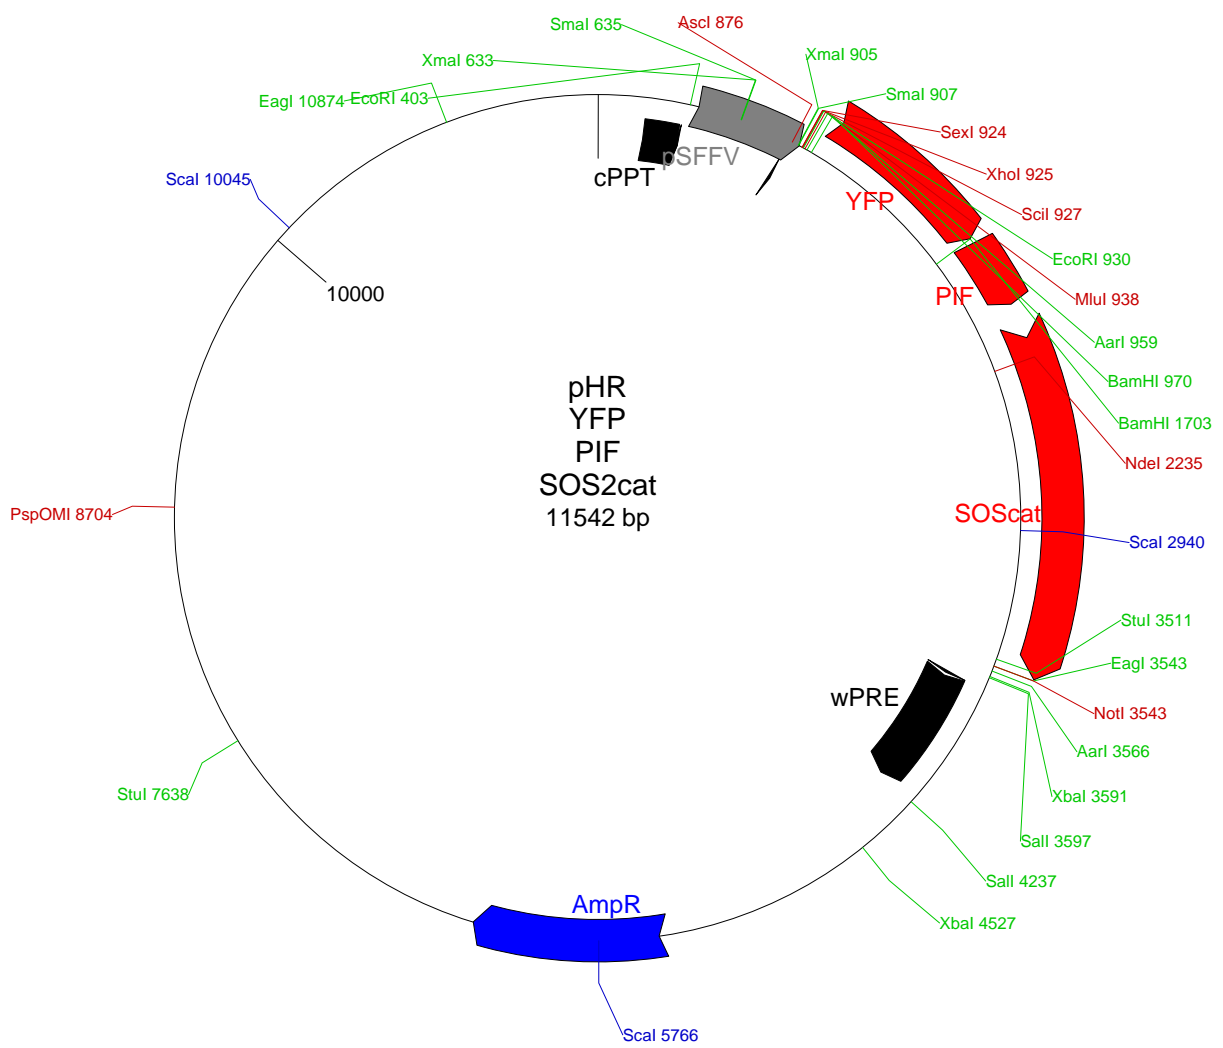 SmaI 635
AscI 876
XmaI 633
XmaI 905
EagI 10874
EcoRI 403
SmaI 907
SexI 924
pSFFV
cPPT
XhoI 925
ScaI 10045
YFP
SciI 927
EcoRI 930
10000
PIF
MluI 938
AarI 959
BamHI 970
BamHI 1703
NdeI 2235
pHR
YFP
PIF
SOS2cat
11542 bp
PspOMI 8704
SOScat
ScaI 2940
StuI 3511
EagI 3543
wPRE
NotI 3543
AarI 3566
StuI 7638
XbaI 3591
SalI 3597
SalI 4237
AmpR
XbaI 4527
ScaI 5766